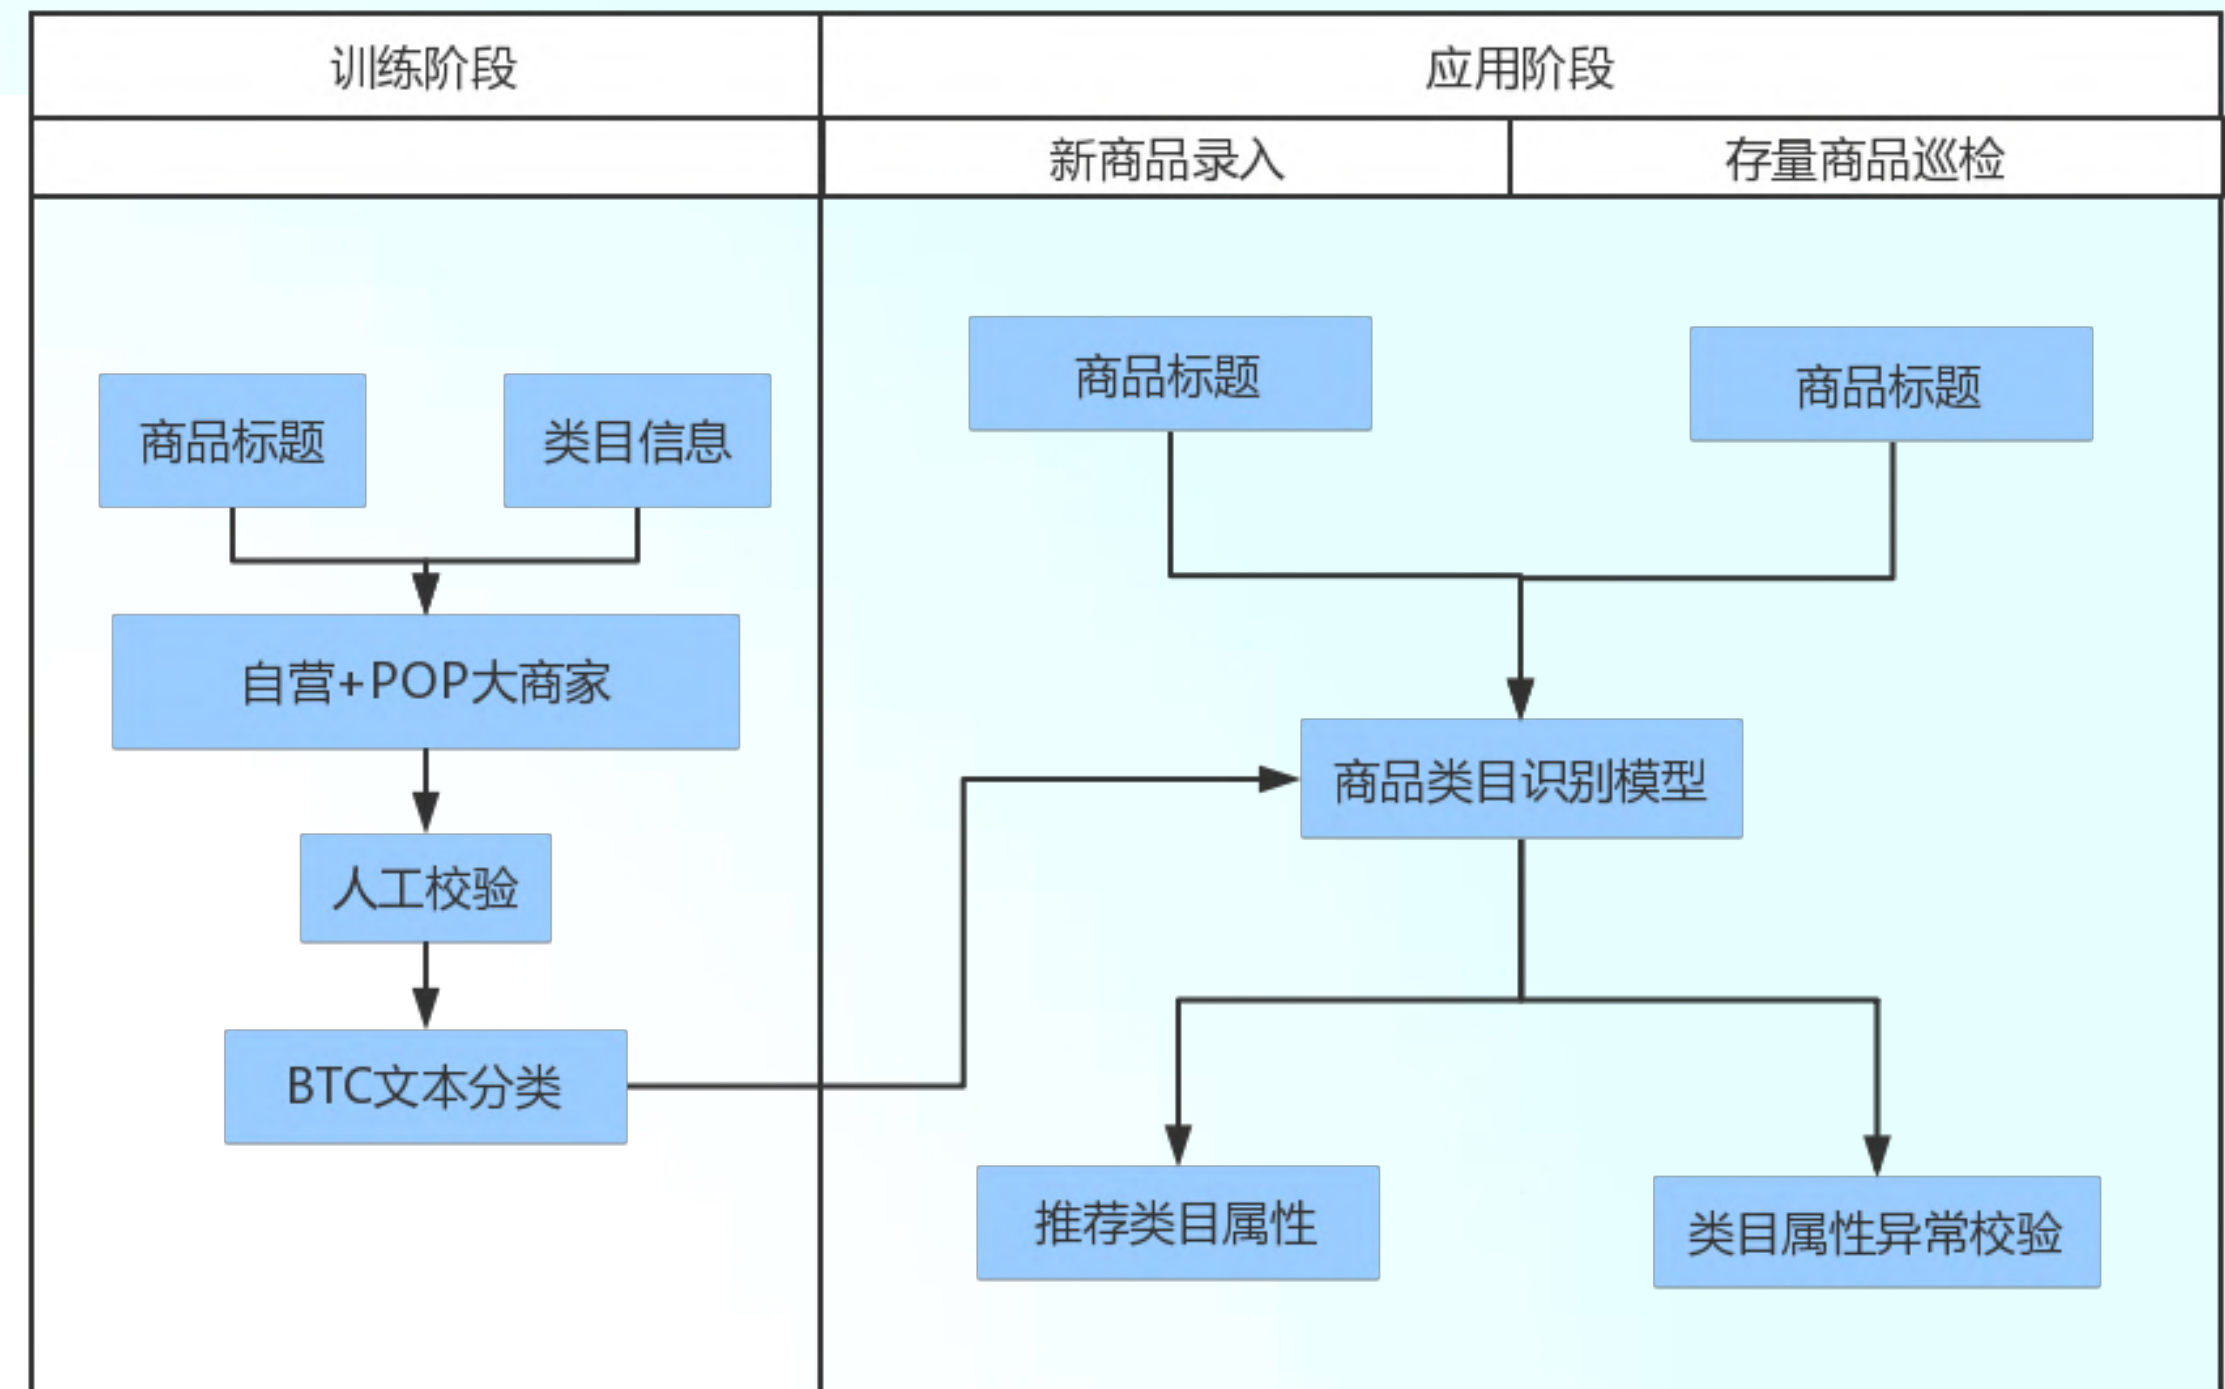 训练阶段
应用阶段
新商品录入
存量商品巡检
商品标题
类目信息
自营+POP大商家
人工校验
BTC文本分类
商品标题
商品标题
商品类目识别模型
推荐类目属性
类目属性异常校验